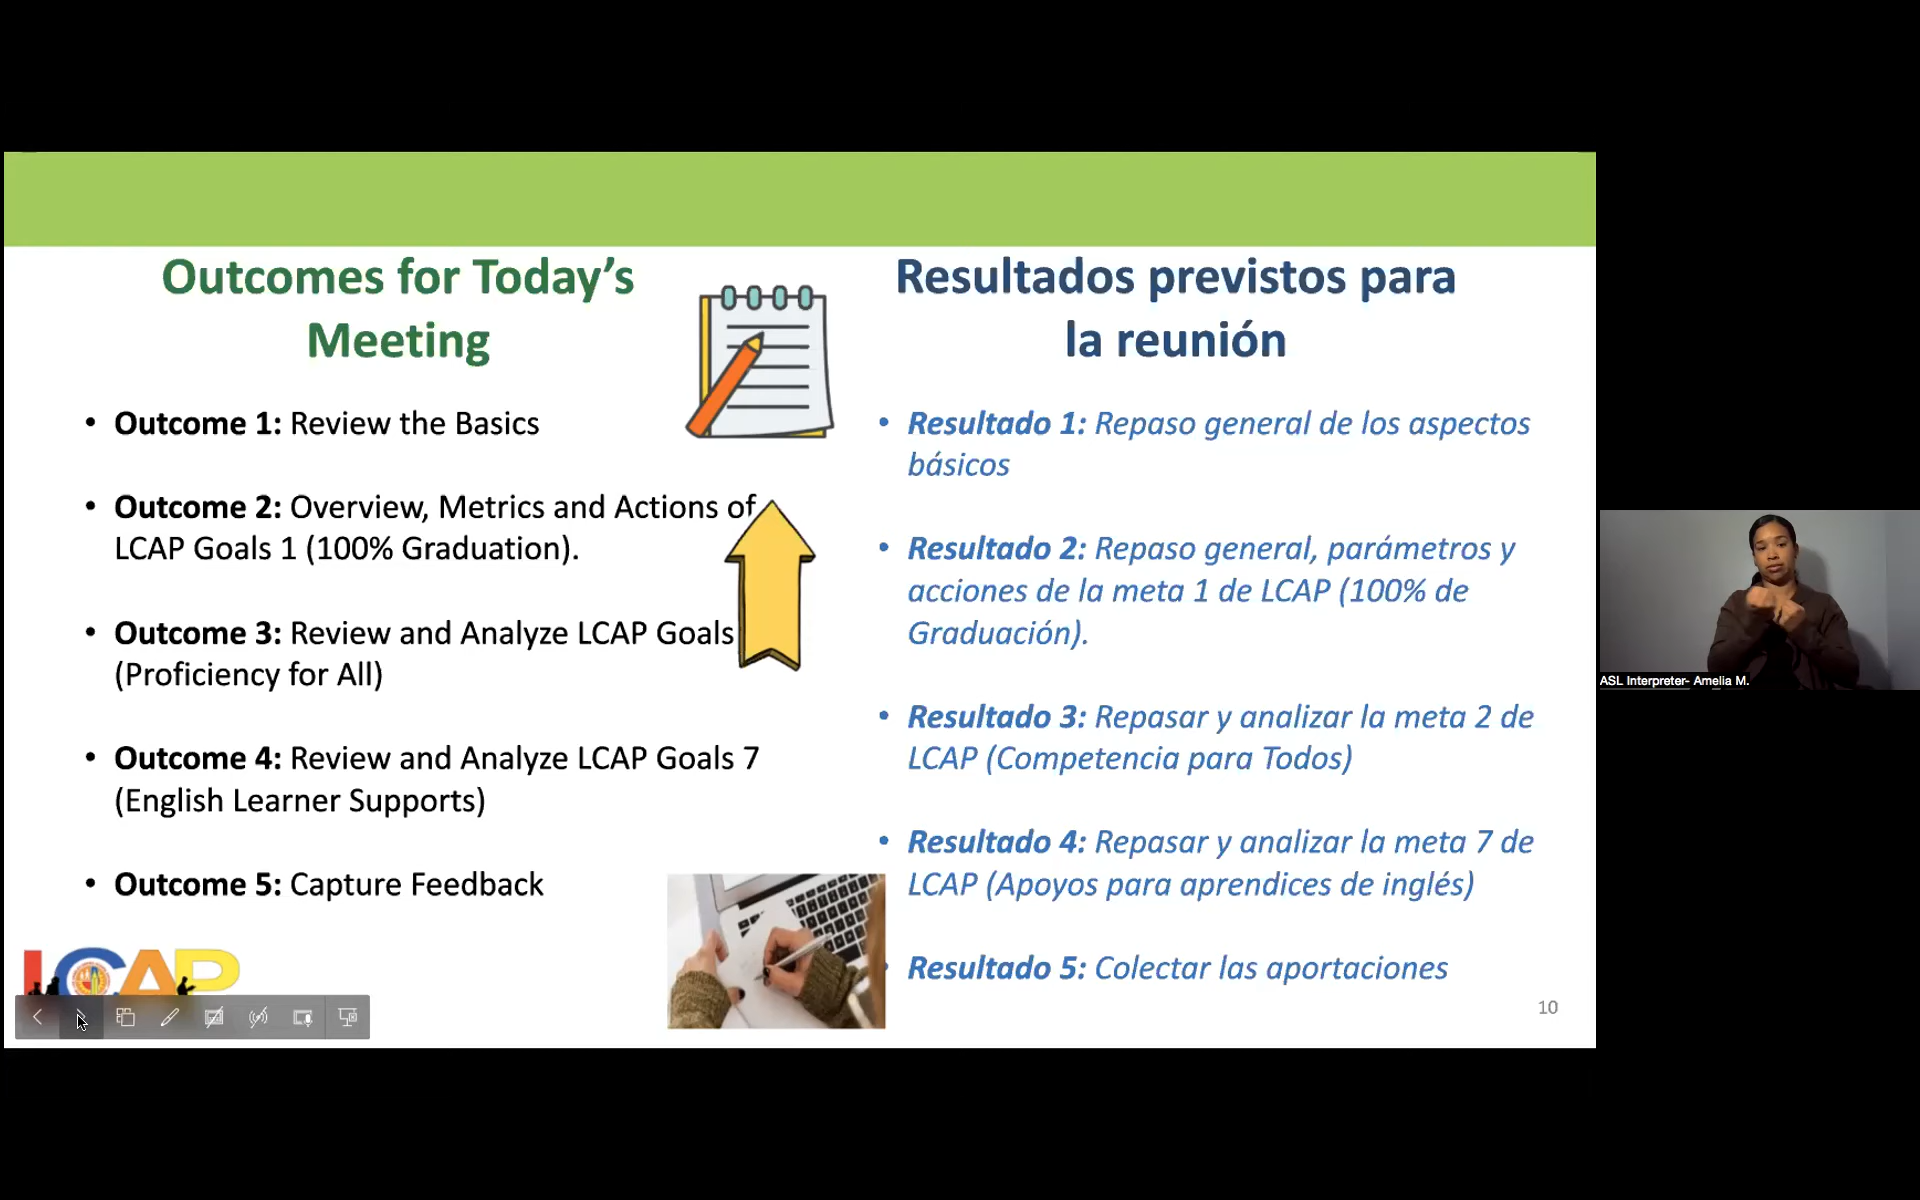 Outcomes for Today's
Meeting
• Outcome 1: Review the Basics
• Outcome 2: Overview, Metrics and Actions of
LCAP Goals 1 (100% Graduation).
• Outcome 3: Review and Analyze LCAP Goals
(Proficiency for All)
• Outcome 4: Review and Analyze LCAP Goals 7
(English Learner Supports)
• Outcome 5: Capture Feedback
LCAP
Resultados previstos para
la reunión
• Resultado 1: Repaso general de los aspectos
básicos
• Resultado 2: Repaso general, parámetros y
acciones de la meta 1 de LCAP (100% de
Graduación).
• Resultado 3: Repasar y analizar la meta 2 de
LCAP (Competencia para Todos)
• Resultado 4: Repasar y analizar la meta 7 de
LCAP (Apoyos para aprendices de inglés)
• Resultado 5: Colectar las aportaciones
10
ASL Interpreter- Amelia M.